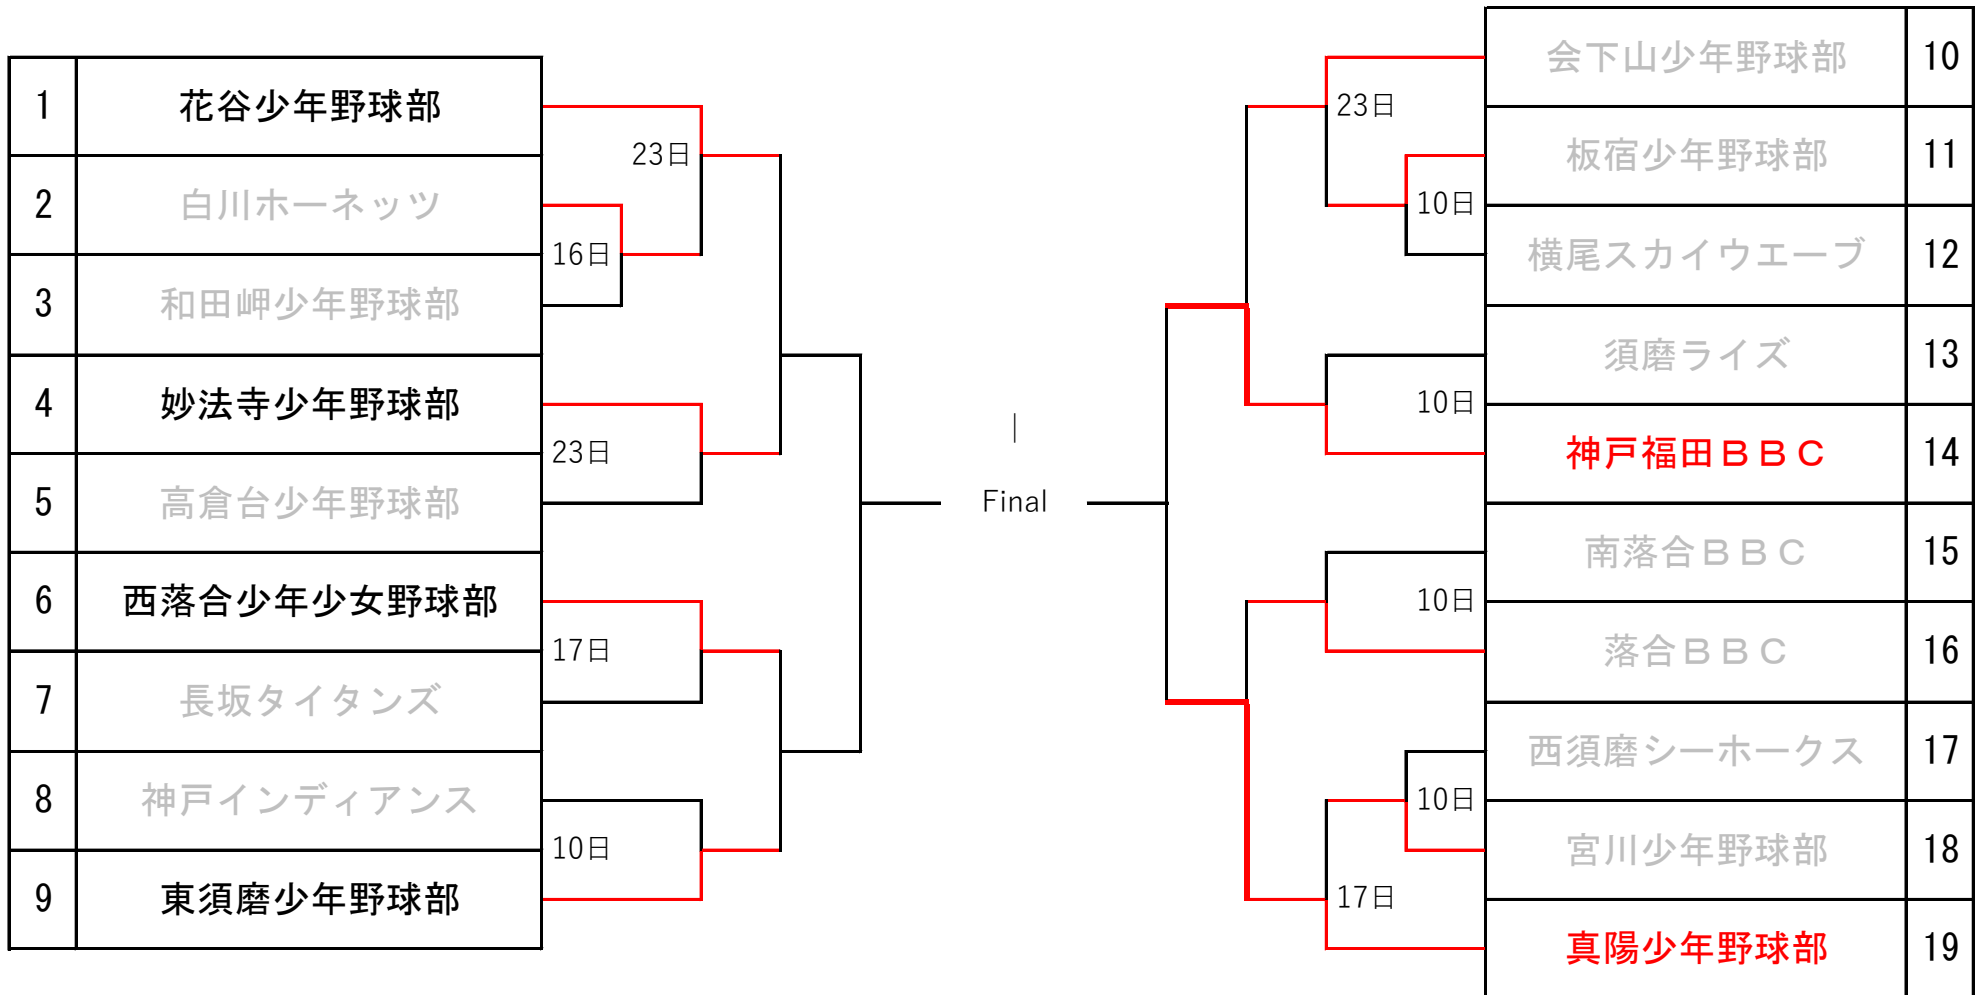 1 花谷少年野球部
2 白川ホーネッツ
3 和田岬少年野球部
4 妙法寺少年野球部
5 高倉台少年野球部
6 西落合少年少女野球部
7 長坂タイタンズ
8 神戸インディアンス
9 東須磨少年野球部
23日
16日
23日
17日
10日
｜
Final
23日
10日
10日
10日
10日
17日
会下山少年野球部 10
板宿少年野球部 11
横尾スカイウエーブ 12
須磨ライズ 13
神戸福田ＢＢＣ 14
南落合ＢＢＣ 15
落合ＢＢＣ 16
西須磨シーホークス 17
宮川少年野球部 18
真陽少年野球部 19